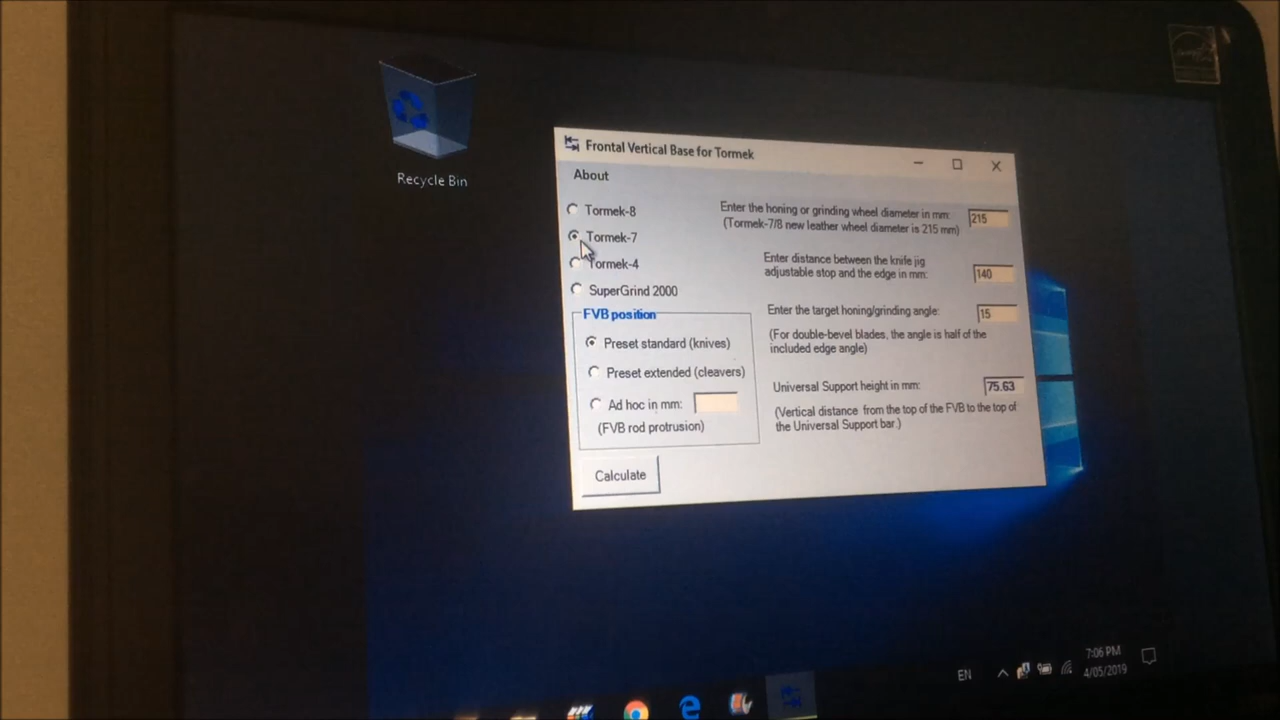 Recycle Bin
Frontal Vertical Base for Tormek
About
Tormek-8
Tormek-7
Tormek-4
SuperGrind 2000
FVB position
Preset standard (knives)
Preset extended (cleavers)
Ad hoc in mm:
(FVB rod protrusion)
Calculate
Enter the honing or grinding wheel diameter in mm:
215
(Tormek-7/8 new leather wheel diameter is 215 mm)
Enter distance between the knife jig
adjustable stop and the edge in mm:
140
Enter the target honing/grinding angle:
15
(For double-bevel blades, the angle is half of the
included edge angle)
Universal Support height in mm:
75.63
(Vertical distance from the top of the FVB to the top of
the Universal Support bar.)
EN
7:06 PM
4/05/2019